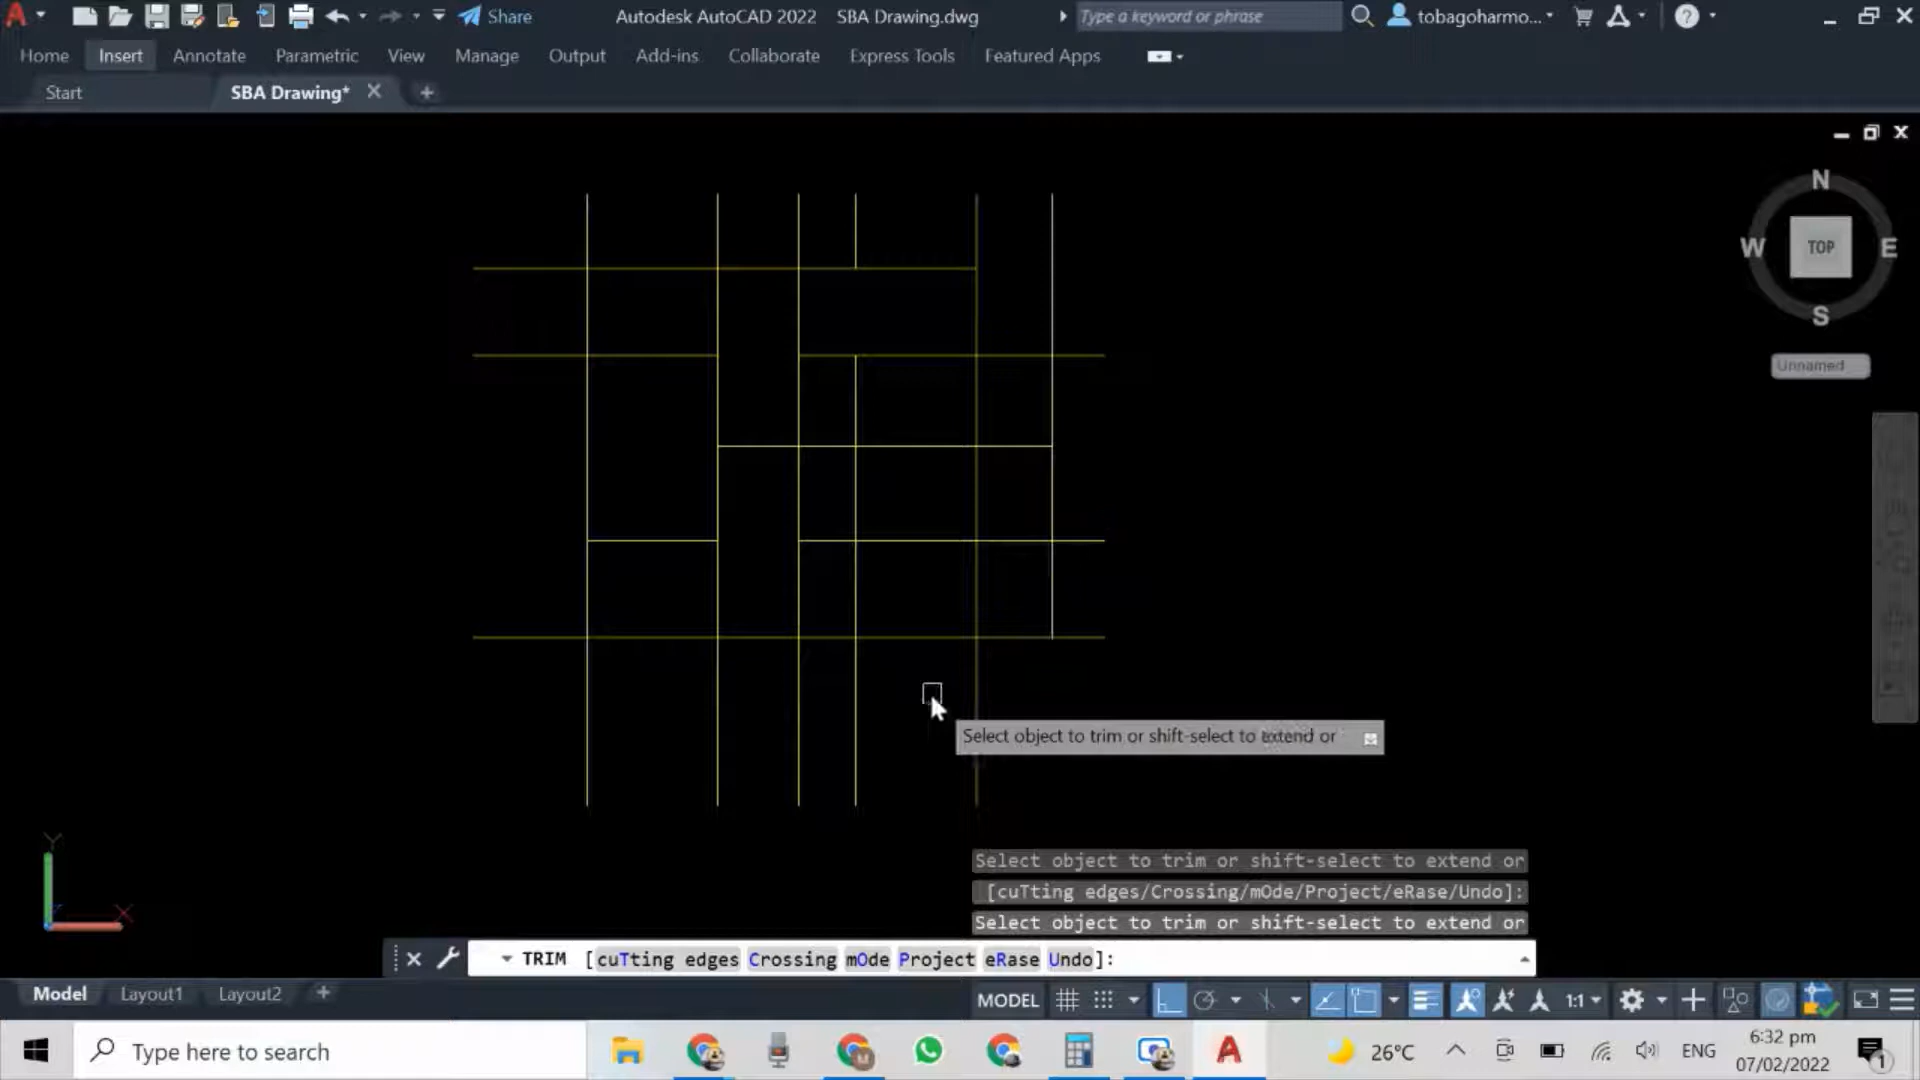 Share
Autodesk AutoCAD 2022 SBA Drawing.dwg
Type a keyword or phrase
tobagoharmo...
Home Insert Annotate Parametric View Manage Output Add-ins Collaborate Express Tools Featured Apps
Start SBA Drawing*
N
W TOP E
S
Unnamed
Select object to trim or shift-select to extend or
Y
X
Select object to trim or shift-select to extend or
[cuTting edges/Crossing/mOde/Project/eRase/Undo]:
Select object to trim or shift-select to extend or
TRIM [cuTting edges Crossing mOde Project eRase Undo]:
Model Layout1 Layout2
MODEL 1:1
Type here to search
26°C ENG
6:32 pm
07/02/2022
1